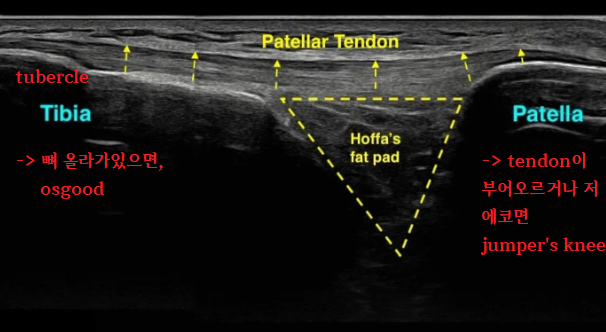 Patellar Tendon
tubercle
Tibia
Patella
Hoffa's
fat pad
-> 뼈 올라가있으면,
osgood
-> tendon이
부어오르거나 저
에코면
jumper's knee